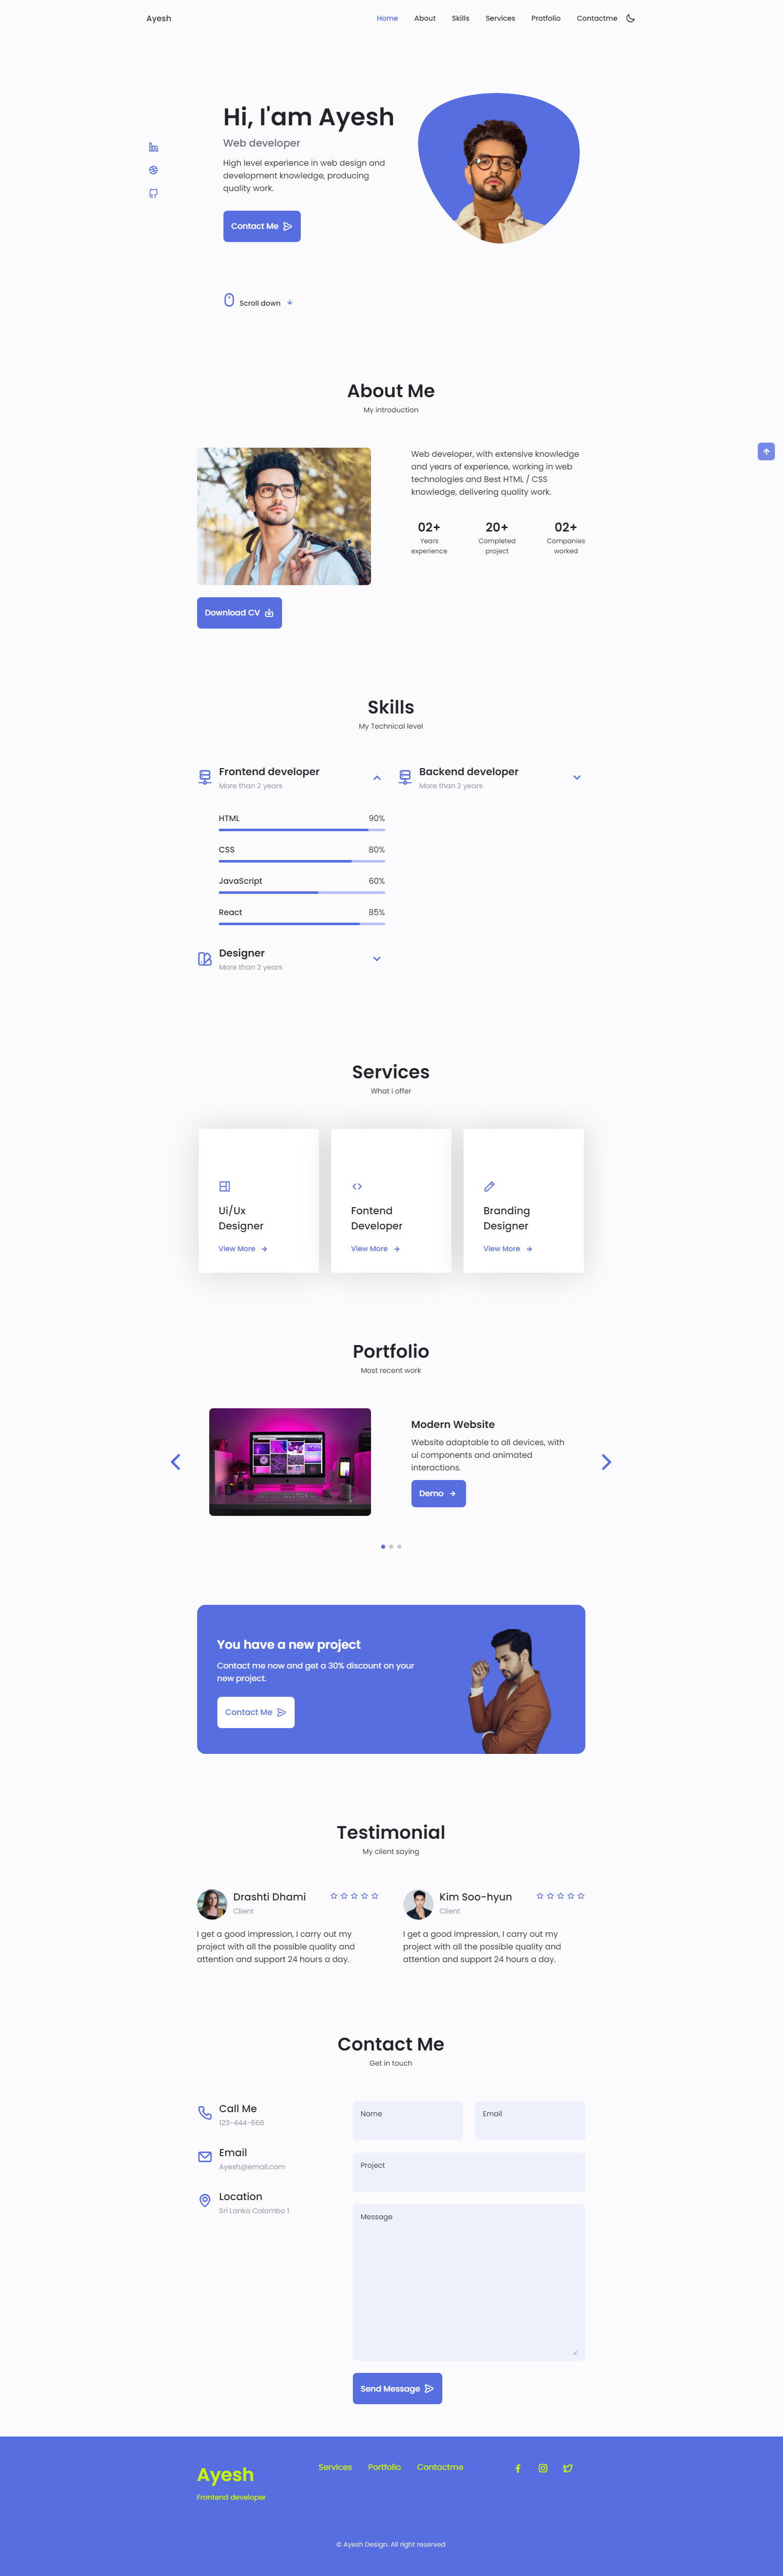 Ayesh
Home About Skills Services Protfolio Contactme
Hi, I'am Ayesh
Web developer
High level experience in web design and
development knowledge, producing
quality work.
Contact Me
Scroll down
About Me
My introduction
Web developer, with extensive knowledge
and years of experience, working in web
technologies and Best HTML / CSS
knowledge, delivering quality work.
02+ 20+ 02+
Years Completed Companies
experience project worked
Download CV
Skills
My Technical level
Frontend developer
More than 2 years
Backend developer
More than 2 years
HTML 90%
CSS 80%
JavaScript 60%
React 85%
Designer
More than 2 years
Services
What i offer
Ui/Ux
Designer
View More
Fontend
Developer
View More
Branding
Designer
View More
Portfolio
Most recent work
Modern Website
Website adaptable to all devices, with
ui components and animated
interactions.
Demo
You have a new project
Contact me now and get a 30% discount on your
new project.
Contact Me
Testimonial
My client saying
Drashti Dhami
Client
I get a good impression, I carry out my
project with all the possible quality and
attention and support 24 hours a day.
Kim Soo-hyun
Client
I get a good impression, I carry out my
project with all the possible quality and
attention and support 24 hours a day.
Contact Me
Get in touch
Call Me
123-444-666
Email
Ayesh@email.com
Location
Sri Lanka Colombo 1
Name
Email
Project
Message
Send Message
Ayesh
Frontend developer
Services Portfolio Contactme
© Ayesh Design. All right reserved